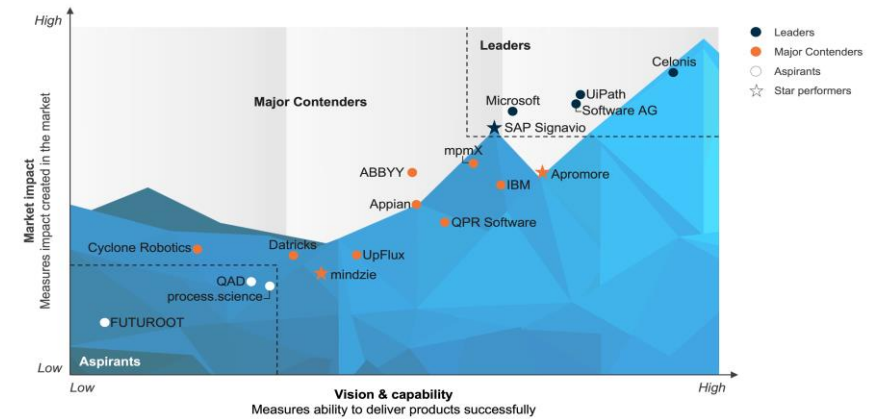 High
Leaders
Leaders
Major Contenders
Aspirants
Star performers
Celonis
Major Contenders
UiPath
Microsoft
Software AG
SAP Signavio
mpmX
ABBYY
Apromore
IBM
Appian
QPR Software
Cyclone Robotics
Datricks
UpFlux
mindzie
QAD
process.science
FUTUROOT
Aspirants
Market impact
Measures impact created in the market
Low
Low
High
Vision & capability
Measures ability to deliver products successfully